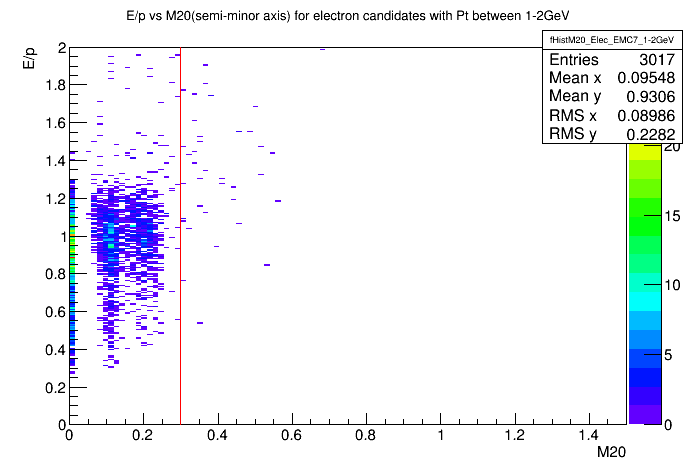 E/p vs M20(semi-minor axis) for electron candidates with Pt between 1-2GeV
fHistM20_Elec_EMC7_1-2GeV
Entries 3017
Mean x 0.09548
Mean y 0.9306
RMS x 0.08986
RMS y 0.2282
E/p
2
1.8
1.6
1.4
1.2
1
0.8
0.6
0.4
0.2
0
0 0.2 0.4 0.6 0.8 1 1.2 1.4
M20
20
15
10
5
0